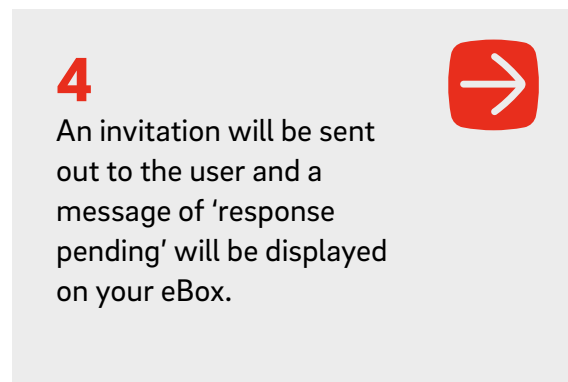 4
An invitation will be sent
out to the user and a
message of ‘response
pending’ will be displayed
on your eBox.